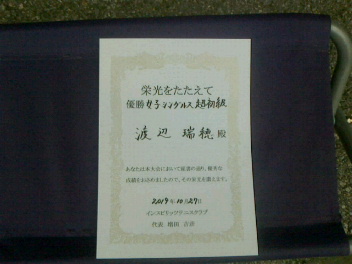 栄光をたたえて
優勝 女子シングルス 超初級
渡辺 瑞穂 殿
あなたは本大会において頭書の通り、優秀な
成績をおさめましたので、その栄誉を讃えます。
2019年10月27日
インスピリッツテニスクラブ
代表